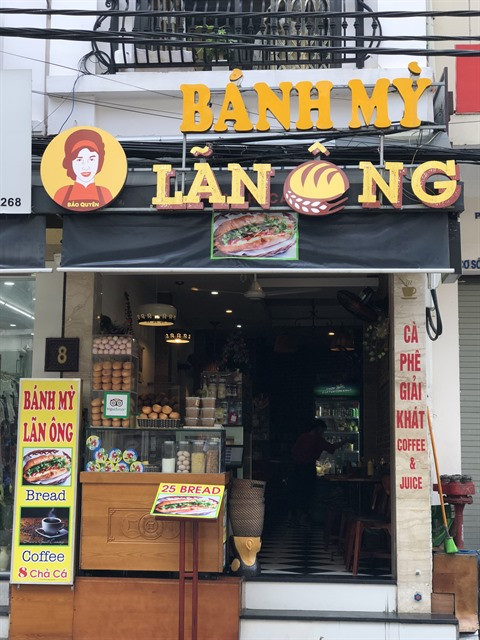 BÁNH MỲ
LÃN ÔNG
BẢO QUYÊN
268
8
BÁNH MỲ
LÃN ÔNG
Bread
Coffee
8 Chả Cá
25 BREAD
CÀ
PHÊ
GIẢI
KHÁT
COFFEE
&
JUICE